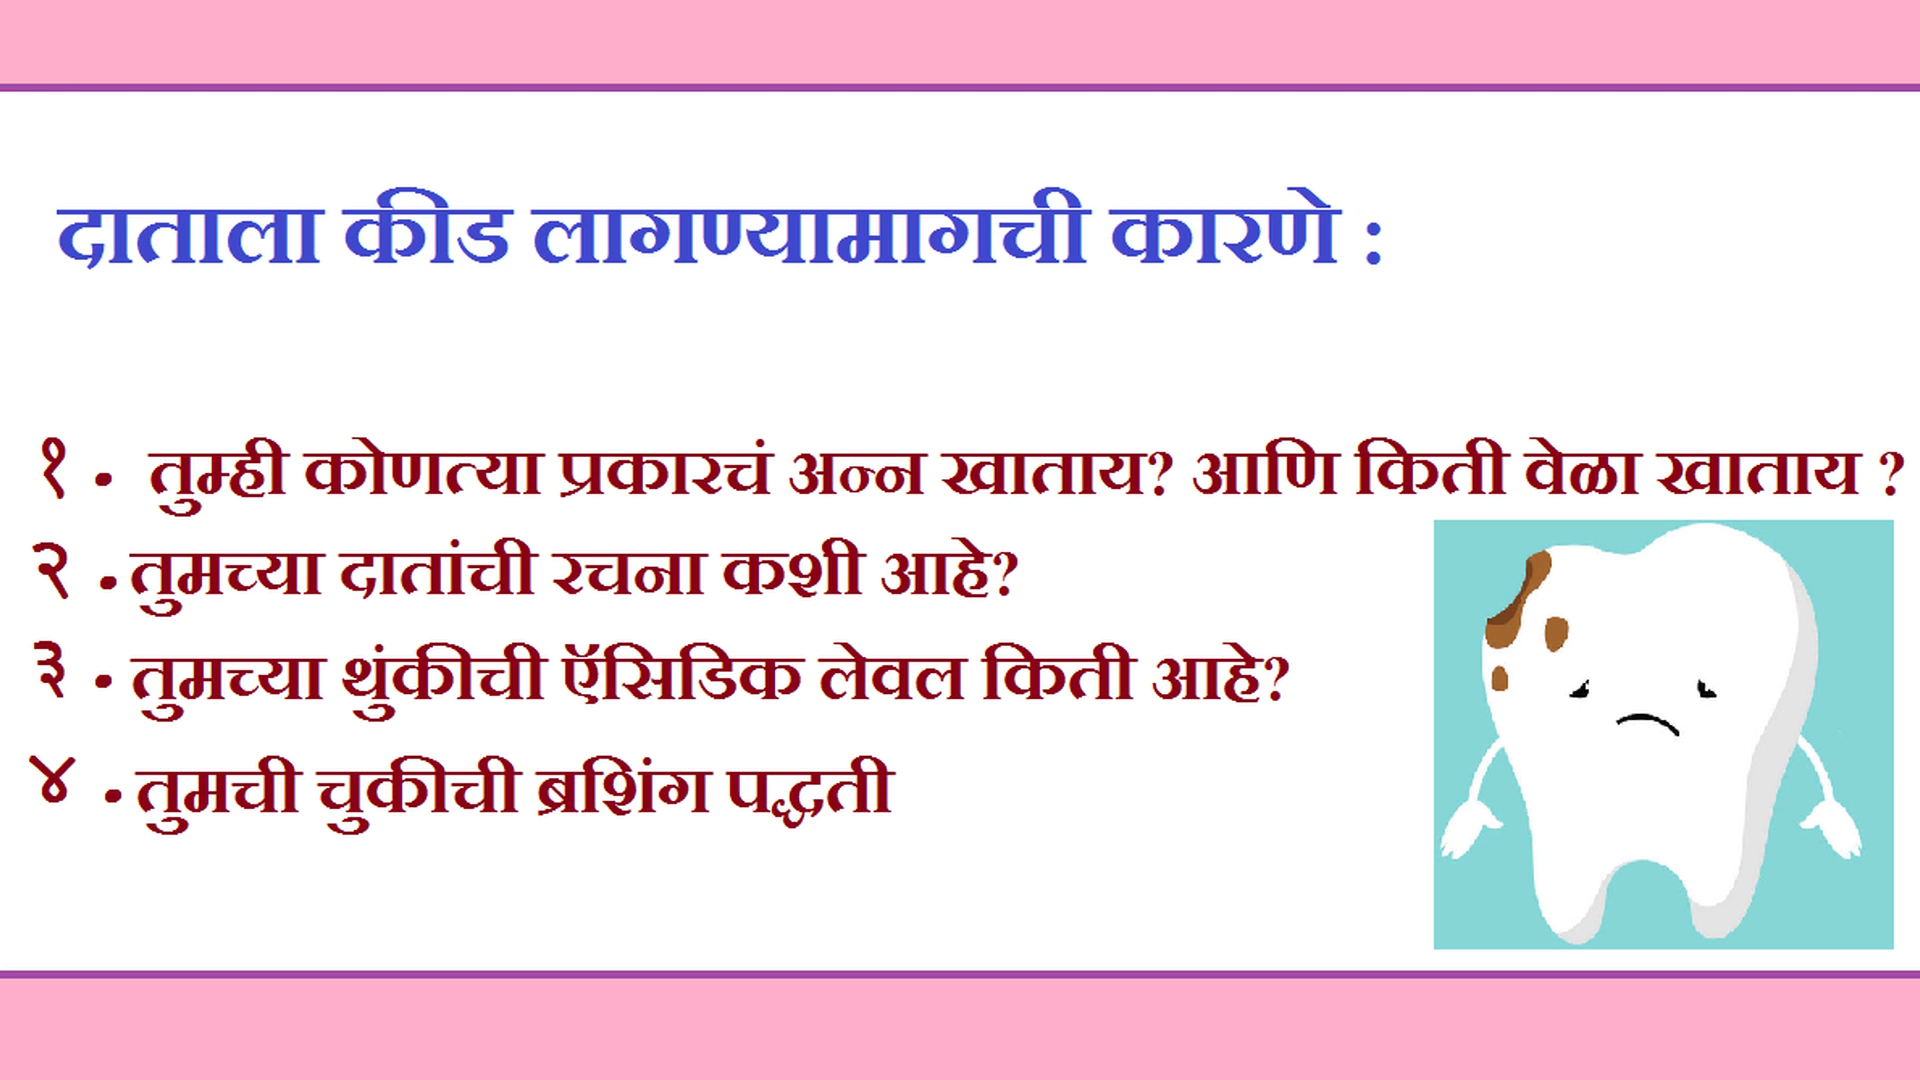 दाताला कीड लागण्यामागची कारणे :
१ . तुम्ही कोणत्या प्रकारचं अन्न खाताय? आणि किती वेळा खाताय ?
२ . तुमच्या दातांची रचना कशी आहे?
३ . तुमच्या थुंकीची ऍसिडिक लेवल किती आहे?
४ . तुमची चुकीची ब्रशिंग पद्धती